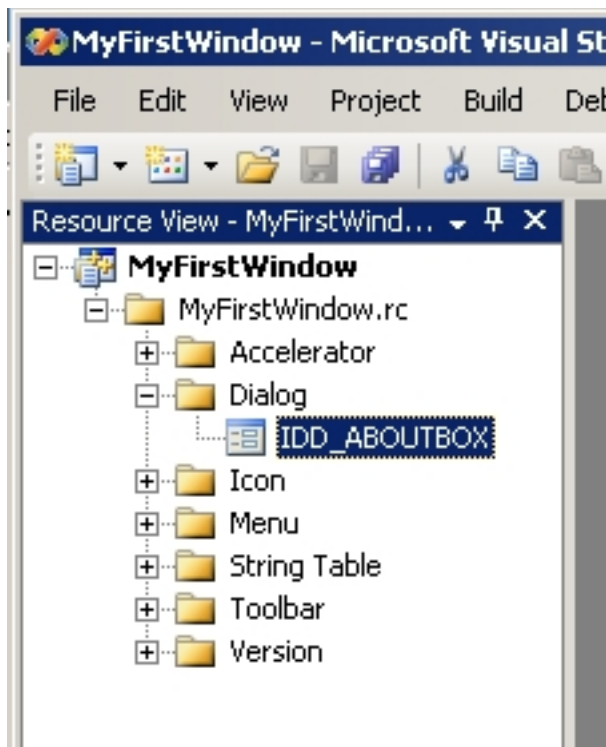 MyFirstWindow - Microsoft Visual St
File Edit View Project Build Deb
Resource View - MyFirstWind...
MyFirstWindow
MyFirstWindow.rc
Accelerator
Dialog
IDD_ABOUTBOX
Icon
Menu
String Table
Toolbar
Version